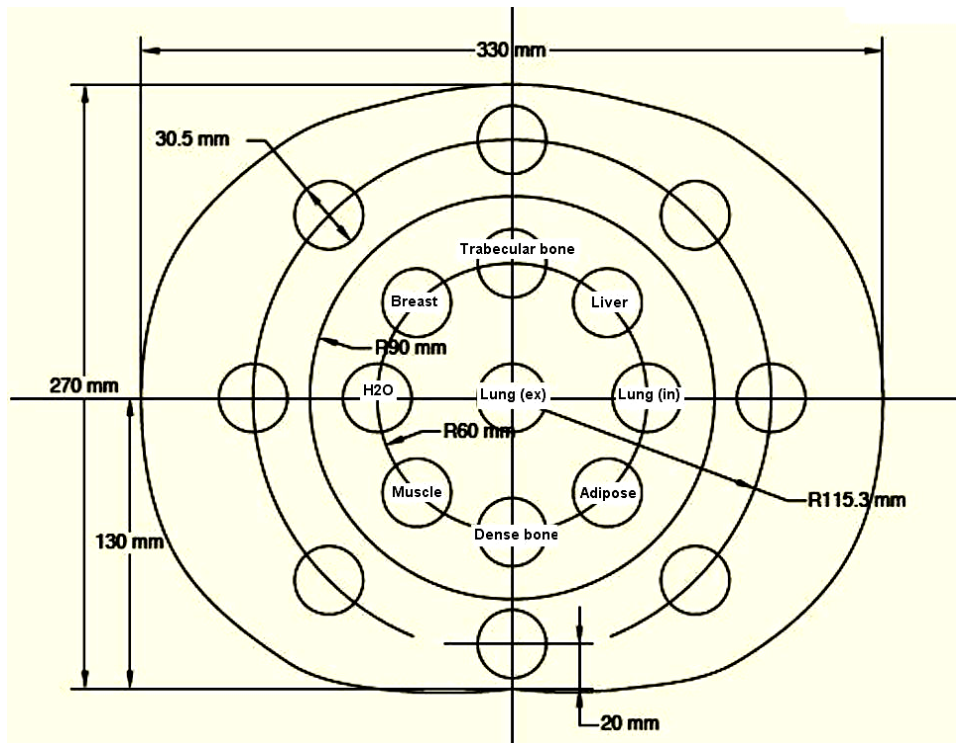 330 mm
30.5 mm
Trabecular bone
Breast
Liver
R90 mm
270 mm
H2O
Lung (ex)
Lung (in)
R60 mm
Muscle
Adipose
R115.3 mm
Dense bone
130 mm
20 mm